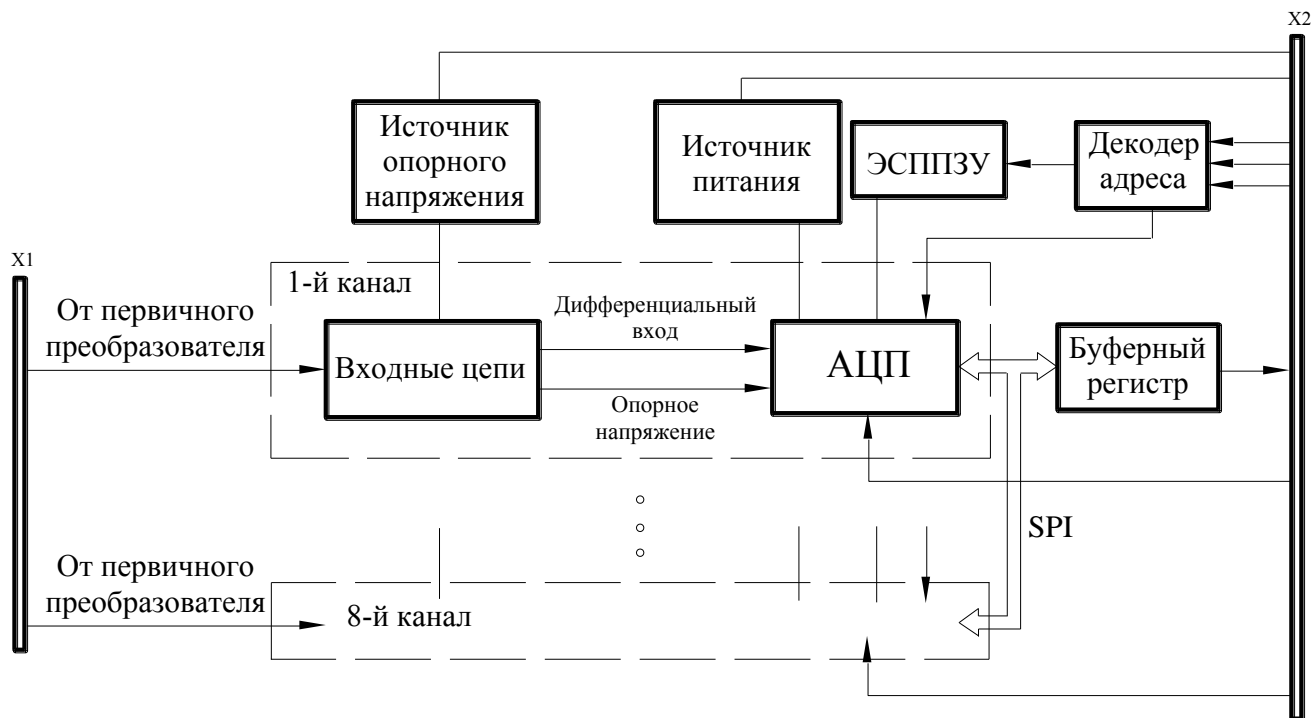 X2
Источник
опорного
напряжения
Источник
питания
ЭСППЗУ
Декодер
адреса
X1
1-й канал
От первичного
преобразователя
Дифференциальный
вход
Входные цепи
АЦП
Буферный
регистр
Опорное
напряжение
SPI
От первичного
преобразователя
8-й канал